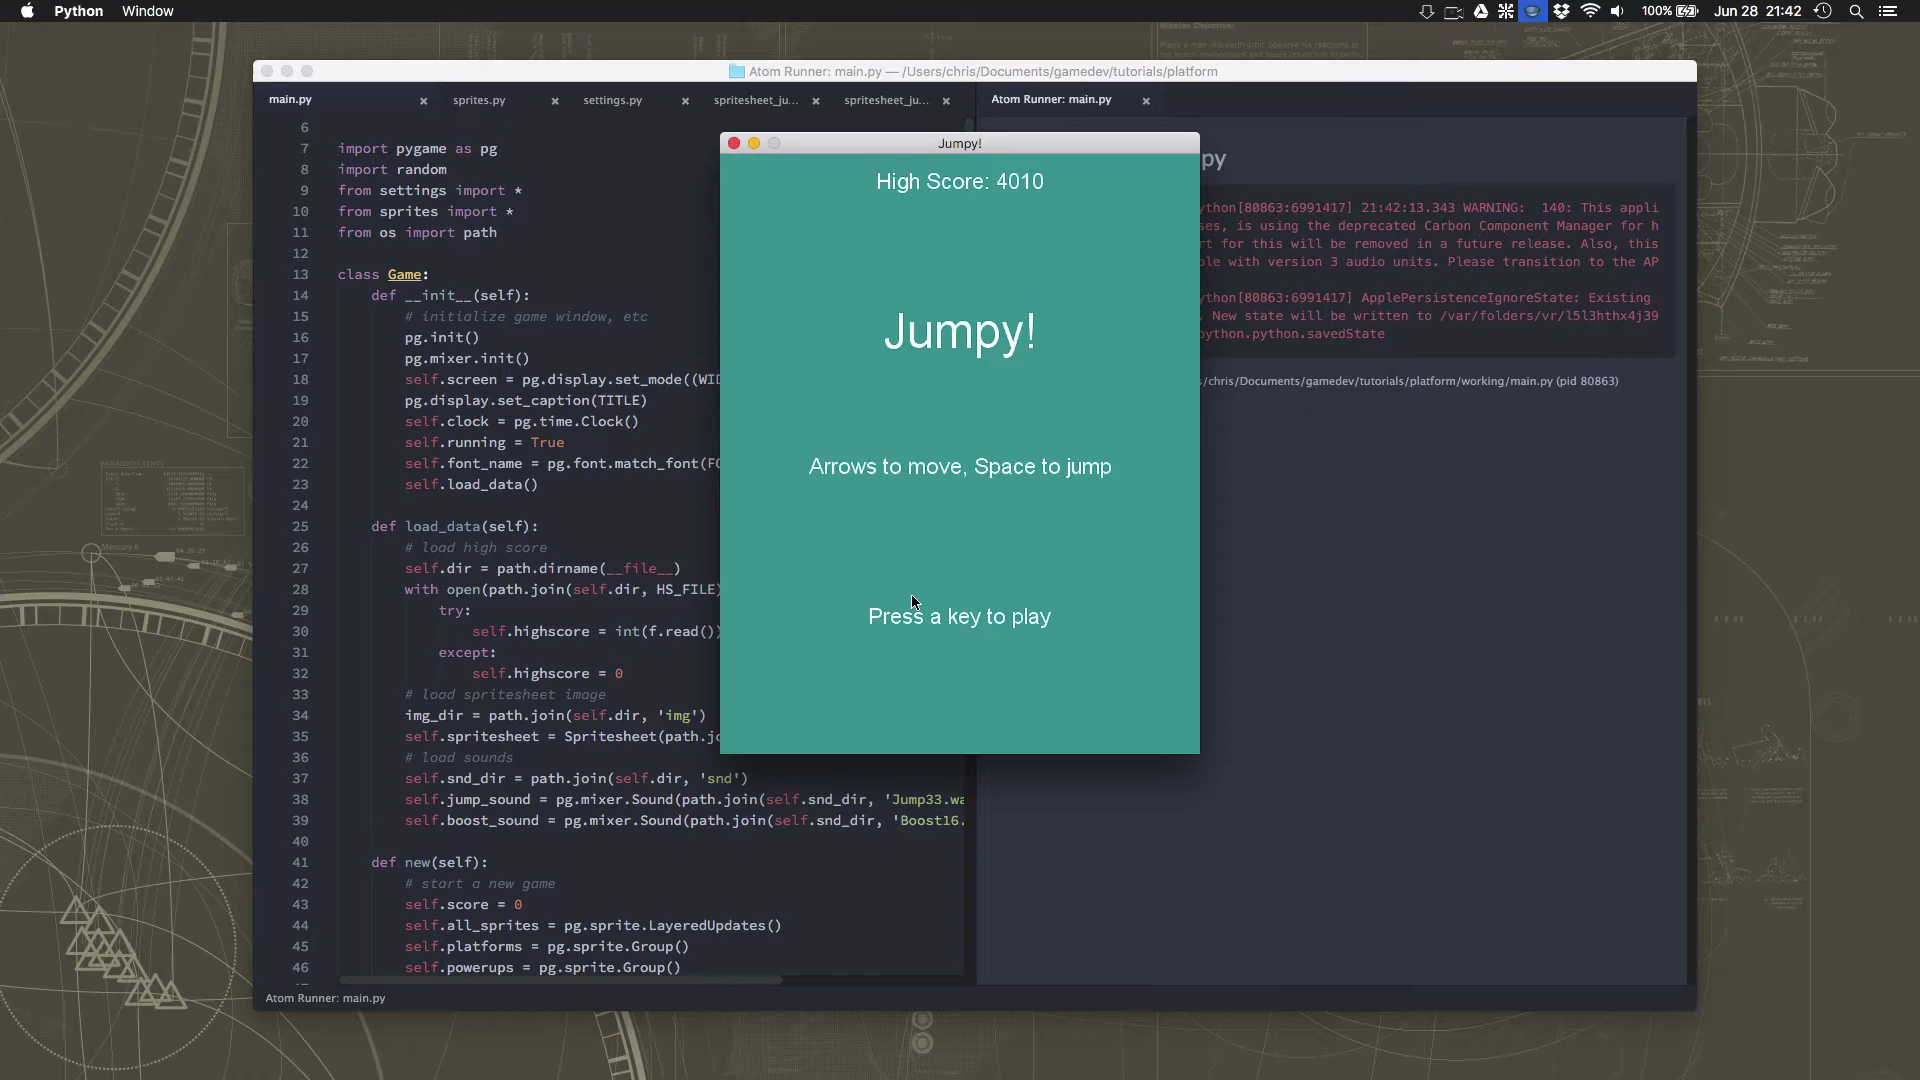 Python Window
100% Jun 28 21:42
Atom Runner: main.py — /Users/chris/Documents/gamedev/tutorials/platform
main.py sprites.py settings.py spritesheet_ju... spritesheet_ju... Atom Runner: main.py
6
7 import pygame as pg
8 import random
9 from settings import *
10 from sprites import *
11 from os import path
12
13 class Game:
14 def __init__(self):
15 # initialize game window, etc
16 pg.init()
17 pg.mixer.init()
18 self.screen = pg.display.set_mode((WID
19 pg.display.set_caption(TITLE)
20 self.clock = pg.time.Clock()
21 self.running = True
22 self.font_name = pg.font.match_font(FO
23 self.load_data()
24
25 def load_data(self):
26 # load high score
27 self.dir = path.dirname(__file__)
28 with open(path.join(self.dir, HS_FILE)
29 try:
30 self.highscore = int(f.read())
31 except:
32 self.highscore = 0
33 # load spritesheet image
34 img_dir = path.join(self.dir, 'img')
35 self.spritesheet = Spritesheet(path.jo
36 # load sounds
37 self.snd_dir = path.join(self.dir, 'snd')
38 self.jump_sound = pg.mixer.Sound(path.join(self.snd_dir, 'Jump33.wa
39 self.boost_sound = pg.mixer.Sound(path.join(self.snd_dir, 'Boost16.
40
41 def new(self):
42 # start a new game
43 self.score = 0
44 self.all_sprites = pg.sprite.LayeredUpdates()
45 self.platforms = pg.sprite.Group()
46 self.powerups = pg.sprite.Group()
Jumpy!
High Score: 4010
Jumpy!
Arrows to move, Space to jump
Press a key to play
py
ython[80863:6991417] 21:42:13.343 WARNING: 140: This appli
ses, is using the deprecated Carbon Component Manager for h
rt for this will be removed in a future release. Also, this
ble with version 3 audio units. Please transition to the AP
ython[80863:6991417] ApplePersistenceIgnoreState: Existing
. New state will be written to /var/folders/vr/l5l3hthx4j39
python.python.savedState
s/chris/Documents/gamedev/tutorials/platform/working/main.py (pid 80863)
Atom Runner: main.py